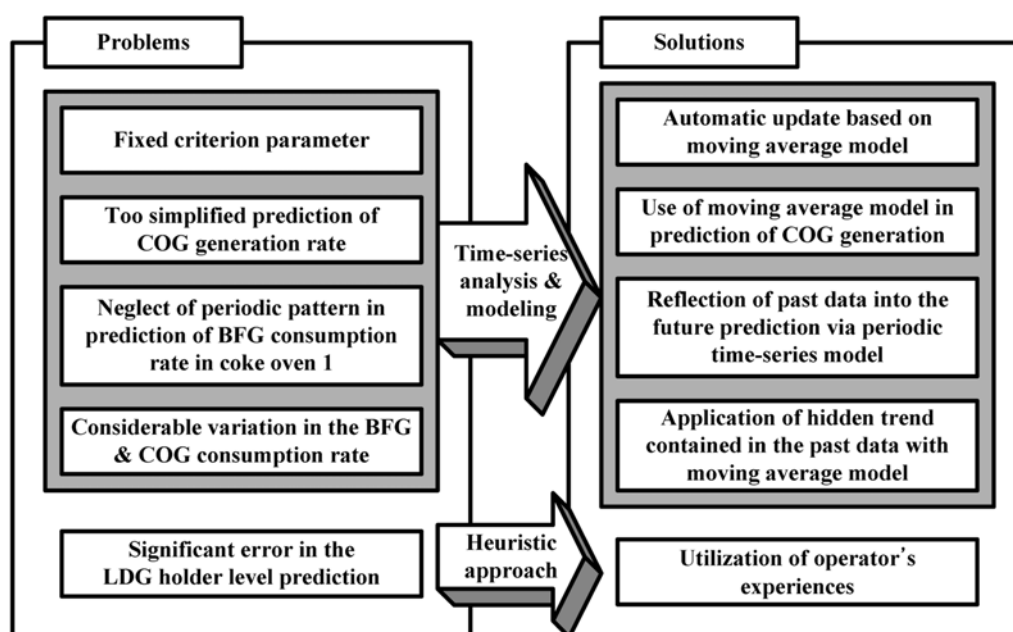 Problems
Fixed criterion parameter
Too simplified prediction of
COG generation rate
Neglect of periodic pattern in
prediction of BFG consumption
rate in coke oven 1
Considerable variation in the BFG
& COG consumption rate
Significant error in the
LDG holder level prediction
Time-series
analysis &
modeling
Heuristic
approach
Solutions
Automatic update based on
moving average model
Use of moving average model in
prediction of COG generation
Reflection of past data into the
future prediction via periodic
time-series model
Application of hidden trend
contained in the past data with
moving average model
Utilization of operator's
experiences